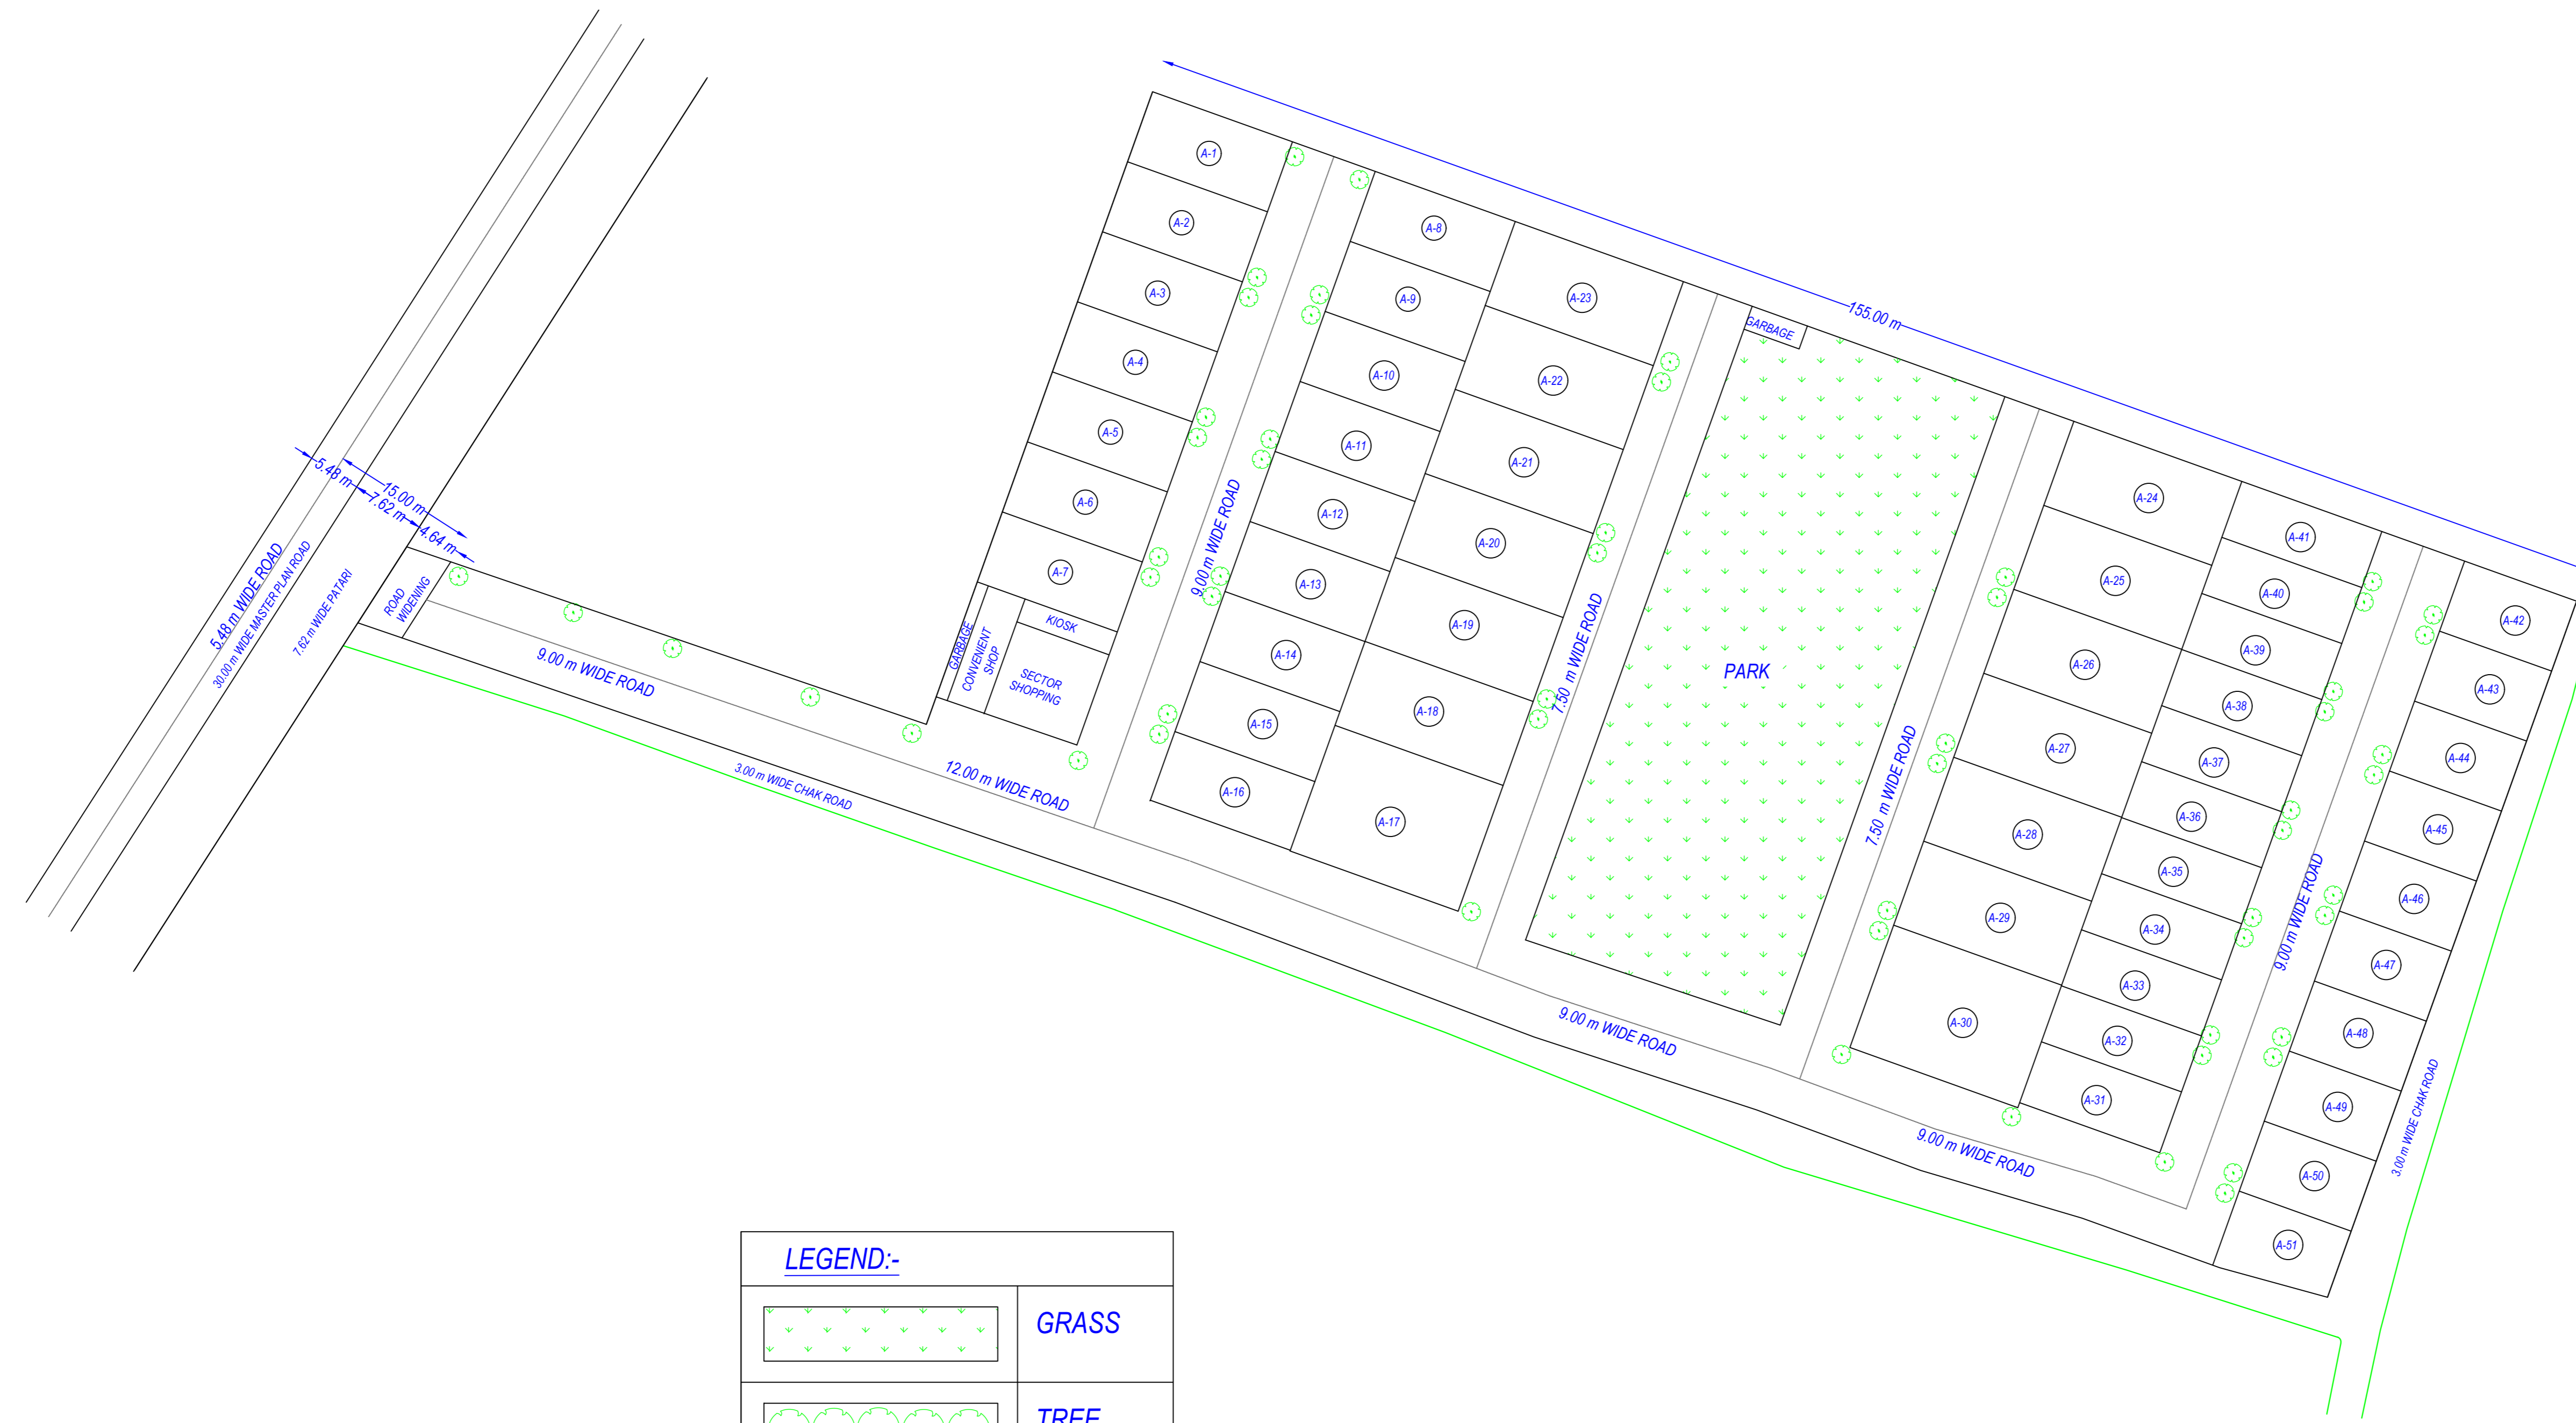 155.00 m
A-1
A-2
A-3
A-4
A-5
A-6
A-7
KIOSK
GARBAGE
CONVENIENT
SHOP
SECTOR
SHOPPING
9.00 m WIDE ROAD
A-8
A-9
A-10
A-11
A-12
A-13
A-14
A-15
A-16
A-23
A-22
A-21
A-20
A-19
A-18
A-17
7.50 m WIDE ROAD
GARBAGE
PARK
7.50 m WIDE ROAD
A-24
A-25
A-26
A-27
A-28
A-29
A-30
A-41
A-40
A-39
A-38
A-37
A-36
A-35
A-34
A-33
A-32
A-31
9.00 m WIDE ROAD
A-42
A-43
A-44
A-45
A-46
A-47
A-48
A-49
A-50
A-51
3.00 m WIDE CHAK ROAD
5.48 m
15.00 m
7.62 m
4.64 m
5.48 m WIDE ROAD
30.00 m WIDE MASTER PLAN ROAD
7.62 m WIDE PATARI
ROAD
WIDENING
9.00 m WIDE ROAD
12.00 m WIDE ROAD
3.00 m WIDE CHAK ROAD
9.00 m WIDE ROAD
9.00 m WIDE ROAD
LEGEND:-
GRASS
TREE